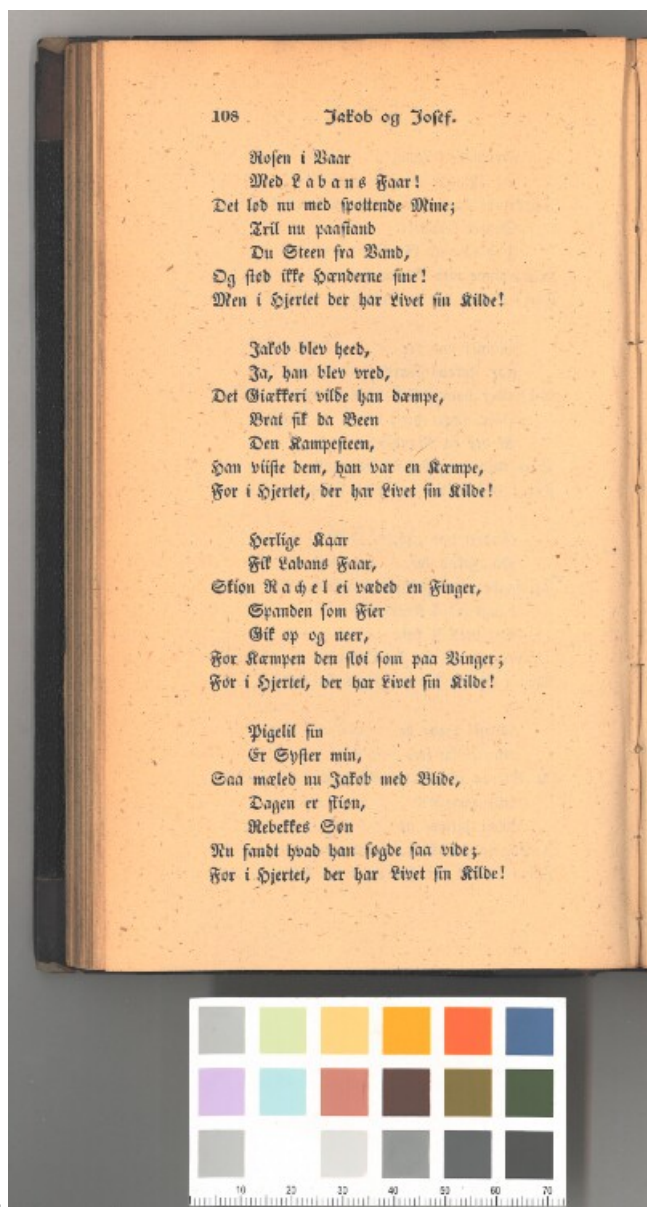 108 Jakob og Josef.
Rosen i Vaar
Med Labans Faar!
Det lød nu med spottende Mine;
Tril nu paastand
Du Steen fra Vand,
Og stød ikke Hænderne sine!
Men i Hjertet der har Livet sin Kilde!
Jakob blev heed,
Ja, han blev vred,
Det Giækkeri vilde han dæmpe,
Brat fik da Been
Den Kampesteen,
Han viiste dem, han var en Kæmpe,
For i Hjertet, der har Livet sin Kilde!
Herlige Kaar
Fik Labans Faar,
Skiøn Rachel ei væded en Finger,
Spanden som Fier
Gik op og neer,
For Kæmpen den fløi som paa Vinger;
For i Hjertet, der har Livet sin Kilde!
Pigelil fin
Er Syster min,
Saa mæled nu Jakob med Blide,
Dagen er skiøn,
Rebekkes Søn
Nu fandt hvad han søgde saa vide;
For i Hjertet, der har Livet sin Kilde!
10 20 30 40 50 60 70